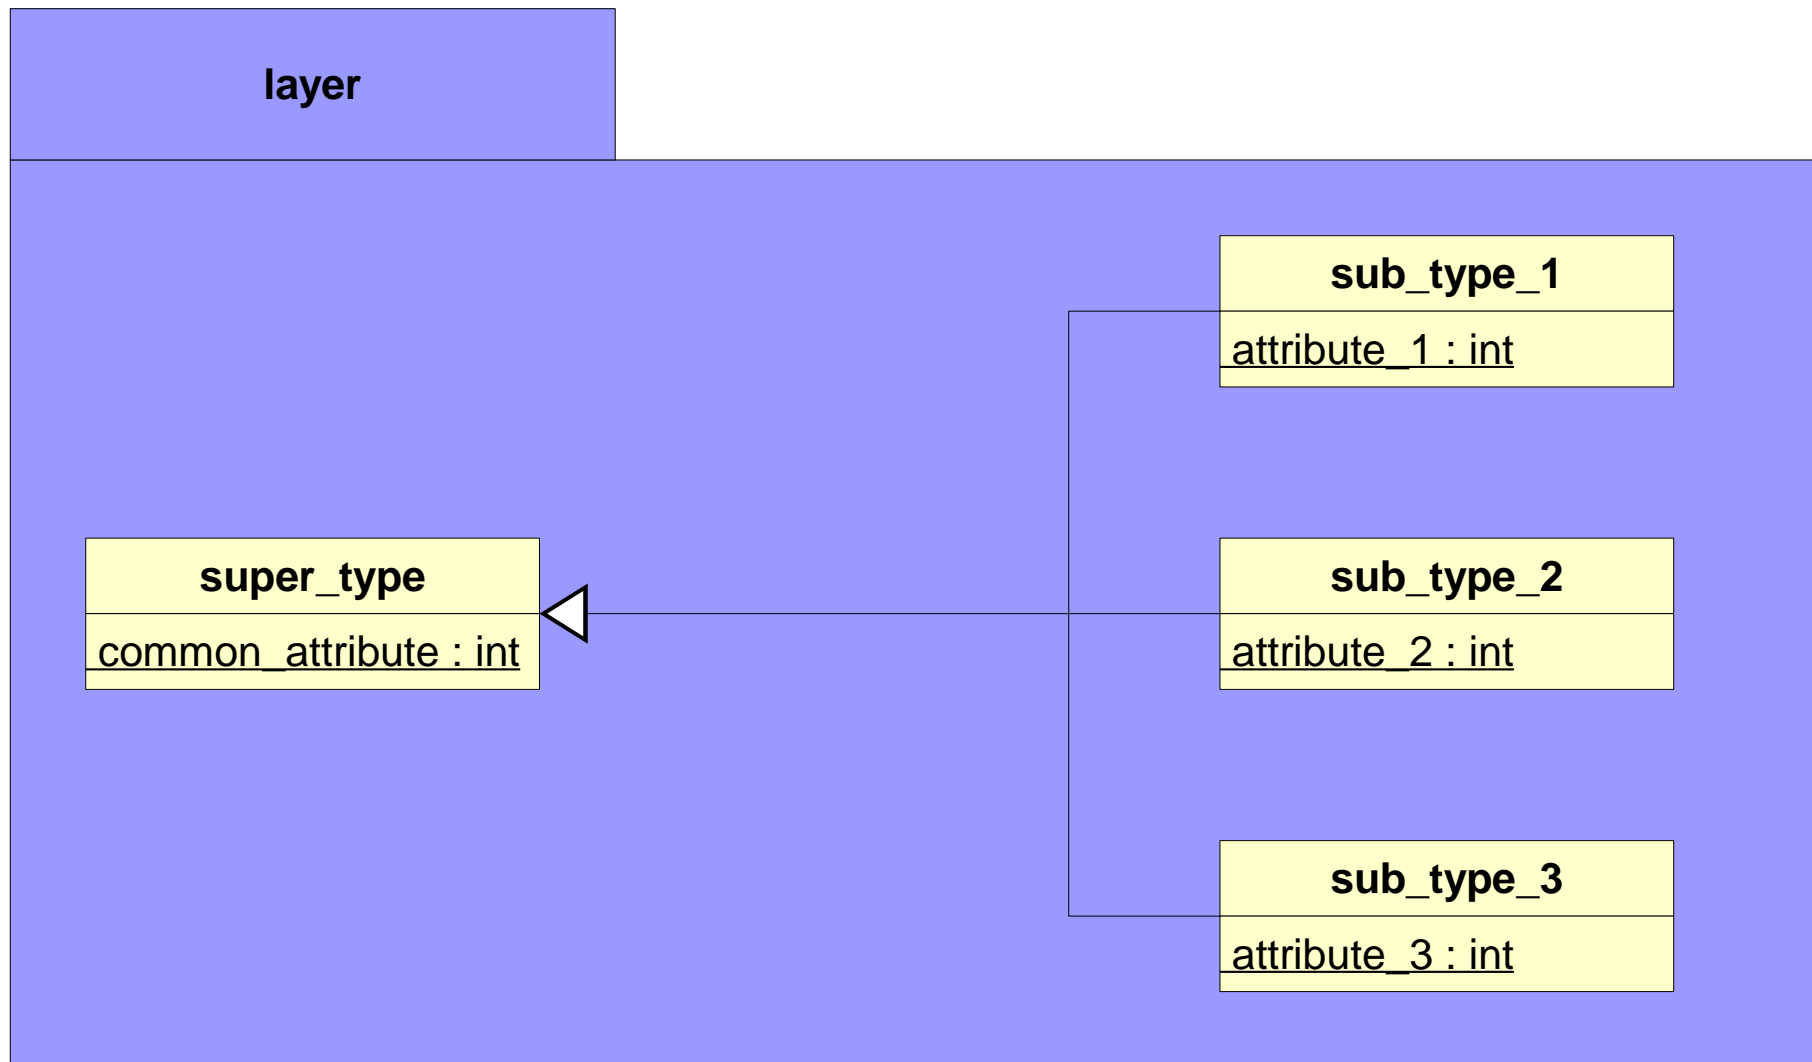 layer
sub_type_1
attribute_1 : int
super_type
common_attribute : int
sub_type_2
attribute_2 : int
sub_type_3
attribute_3 : int